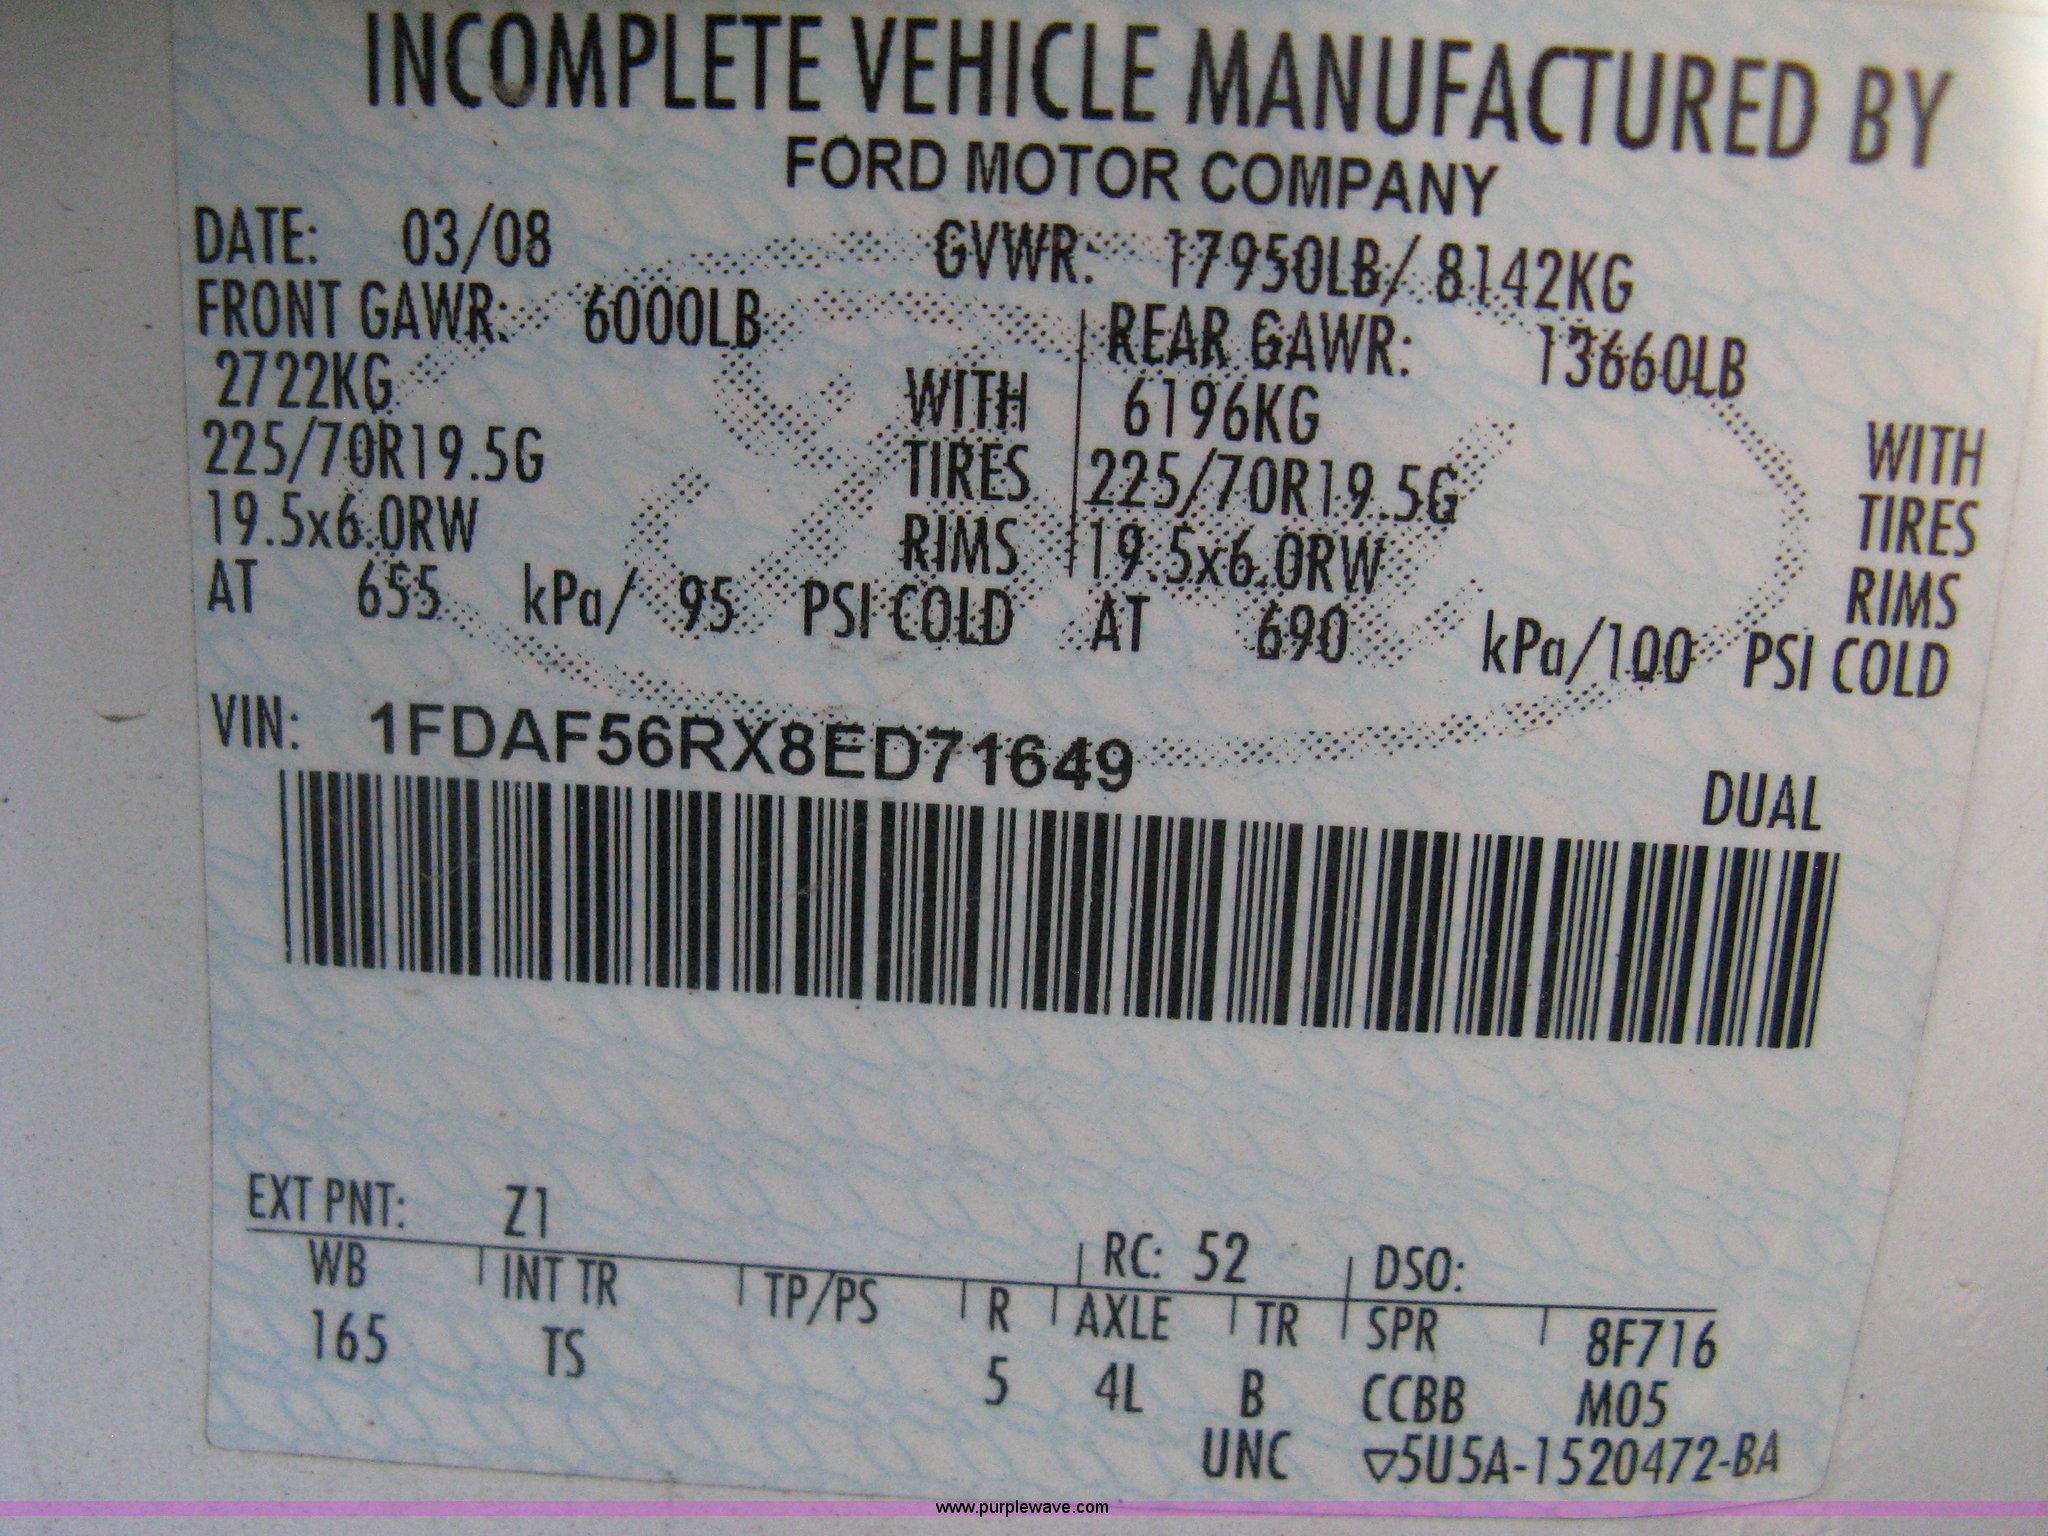 INCOMPLETE VEHICLE MANUFACTURED BY
FORD MOTOR COMPANY
DATE: 03/08 GVWR: 17950LB/ 8142KG
FRONT GAWR: 6000LB REAR GAWR: 13660LB
2722KG WITH 6196KG WITH
225/70R19.5G TIRES 225/70R19.5G TIRES
19.5x6.0RW RIMS 19.5x6.0RW RIMS
AT 655 kPa/ 95 PSI COLD AT 690 kPa/100 PSI COLD
VIN: 1FDAF56RX8ED71649
DUAL
EXT PNT: Z1 RC: 52 DSO:
WB INT TR TP/PS R AXLE TR SPR 8F716
165 TS 5 4L B CCBB M05
UNC ▽5U5A-1520472-BA
www.purplewave.com